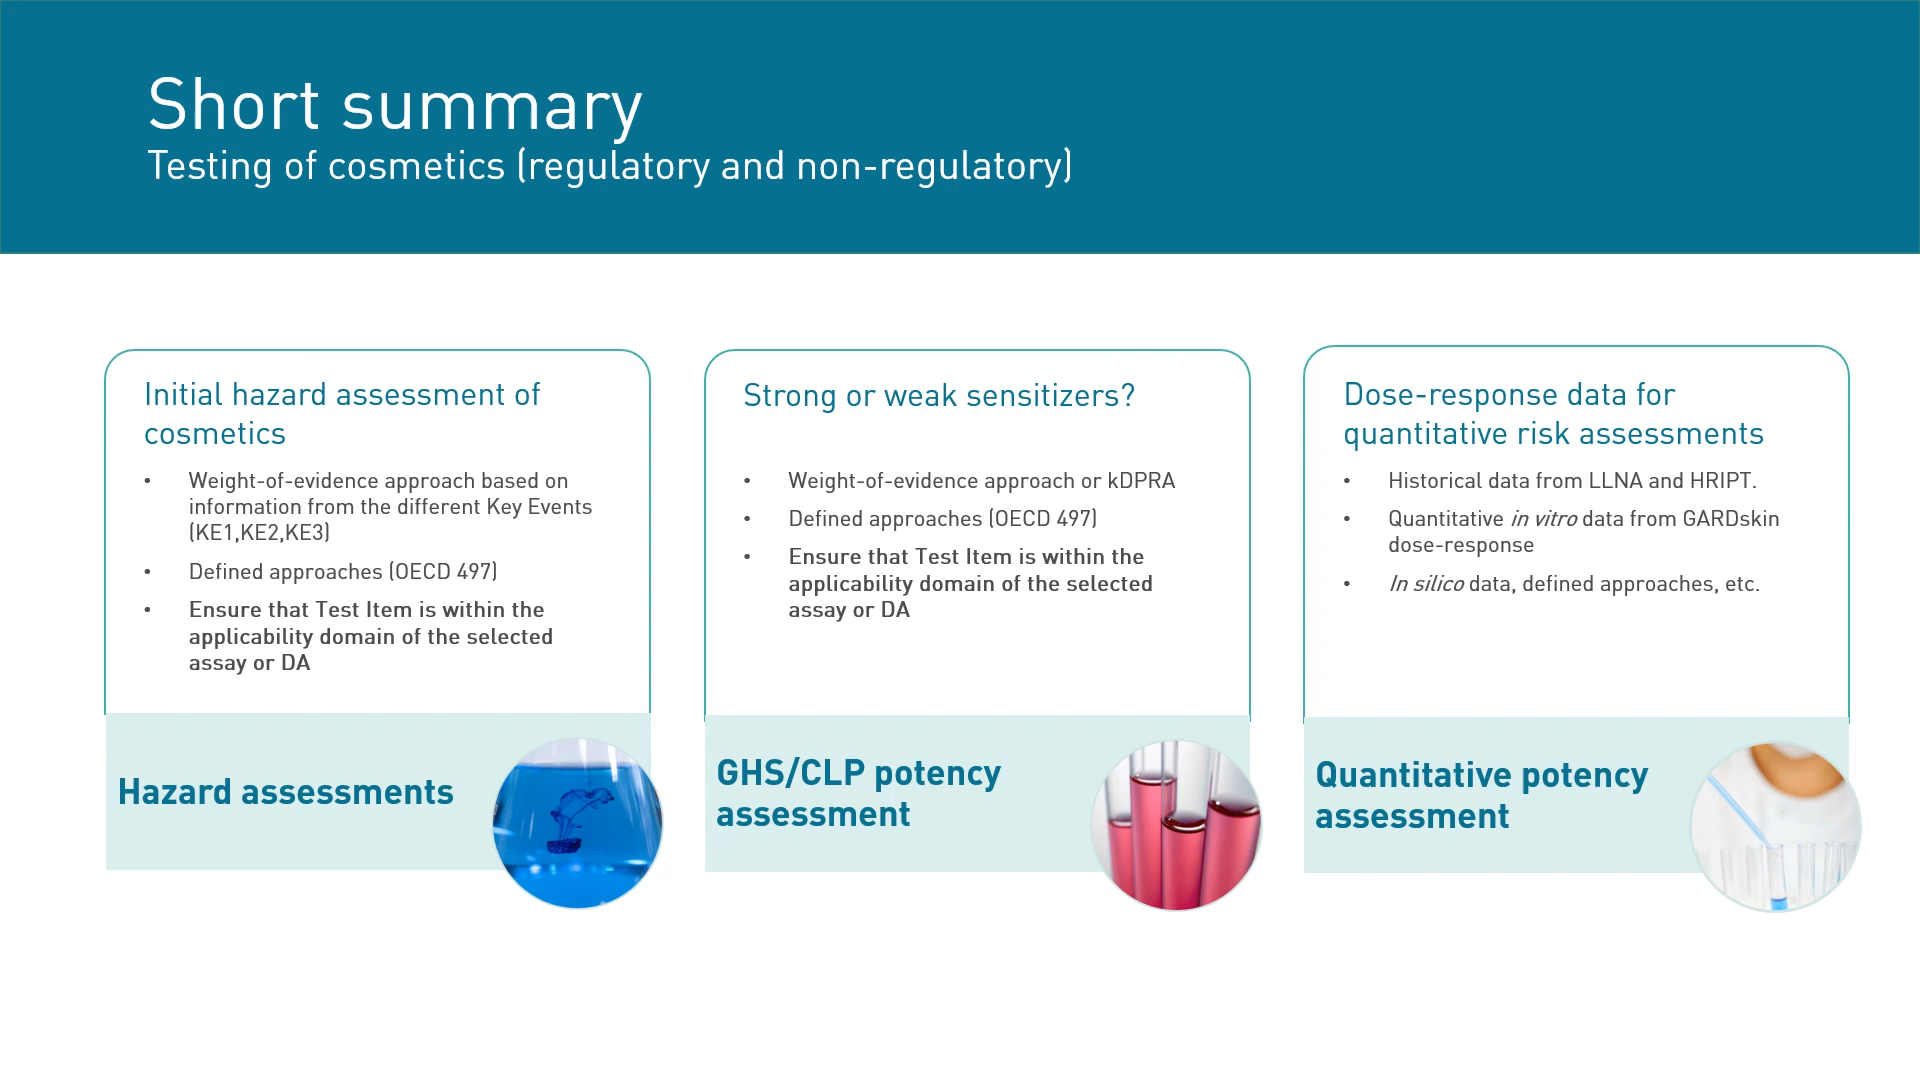 Short summary
Testing of cosmetics (regulatory and non-regulatory)
Initial hazard assessment of
cosmetics
• Weight-of-evidence approach based on
information from the different Key Events
(KE1,KE2,KE3)
• Defined approaches (OECD 497)
• Ensure that Test Item is within the
applicability domain of the selected
assay or DA
Hazard assessments
Strong or weak sensitizers?
• Weight-of-evidence approach or kDPRA
• Defined approaches (OECD 497)
• Ensure that Test Item is within the
applicability domain of the selected
assay or DA
GHS/CLP potency
assessment
Dose-response data for
quantitative risk assessments
• Historical data from LLNA and HRIPT.
• Quantitative in vitro data from GARDskin
dose-response
• In silico data, defined approaches, etc.
Quantitative potency
assessment